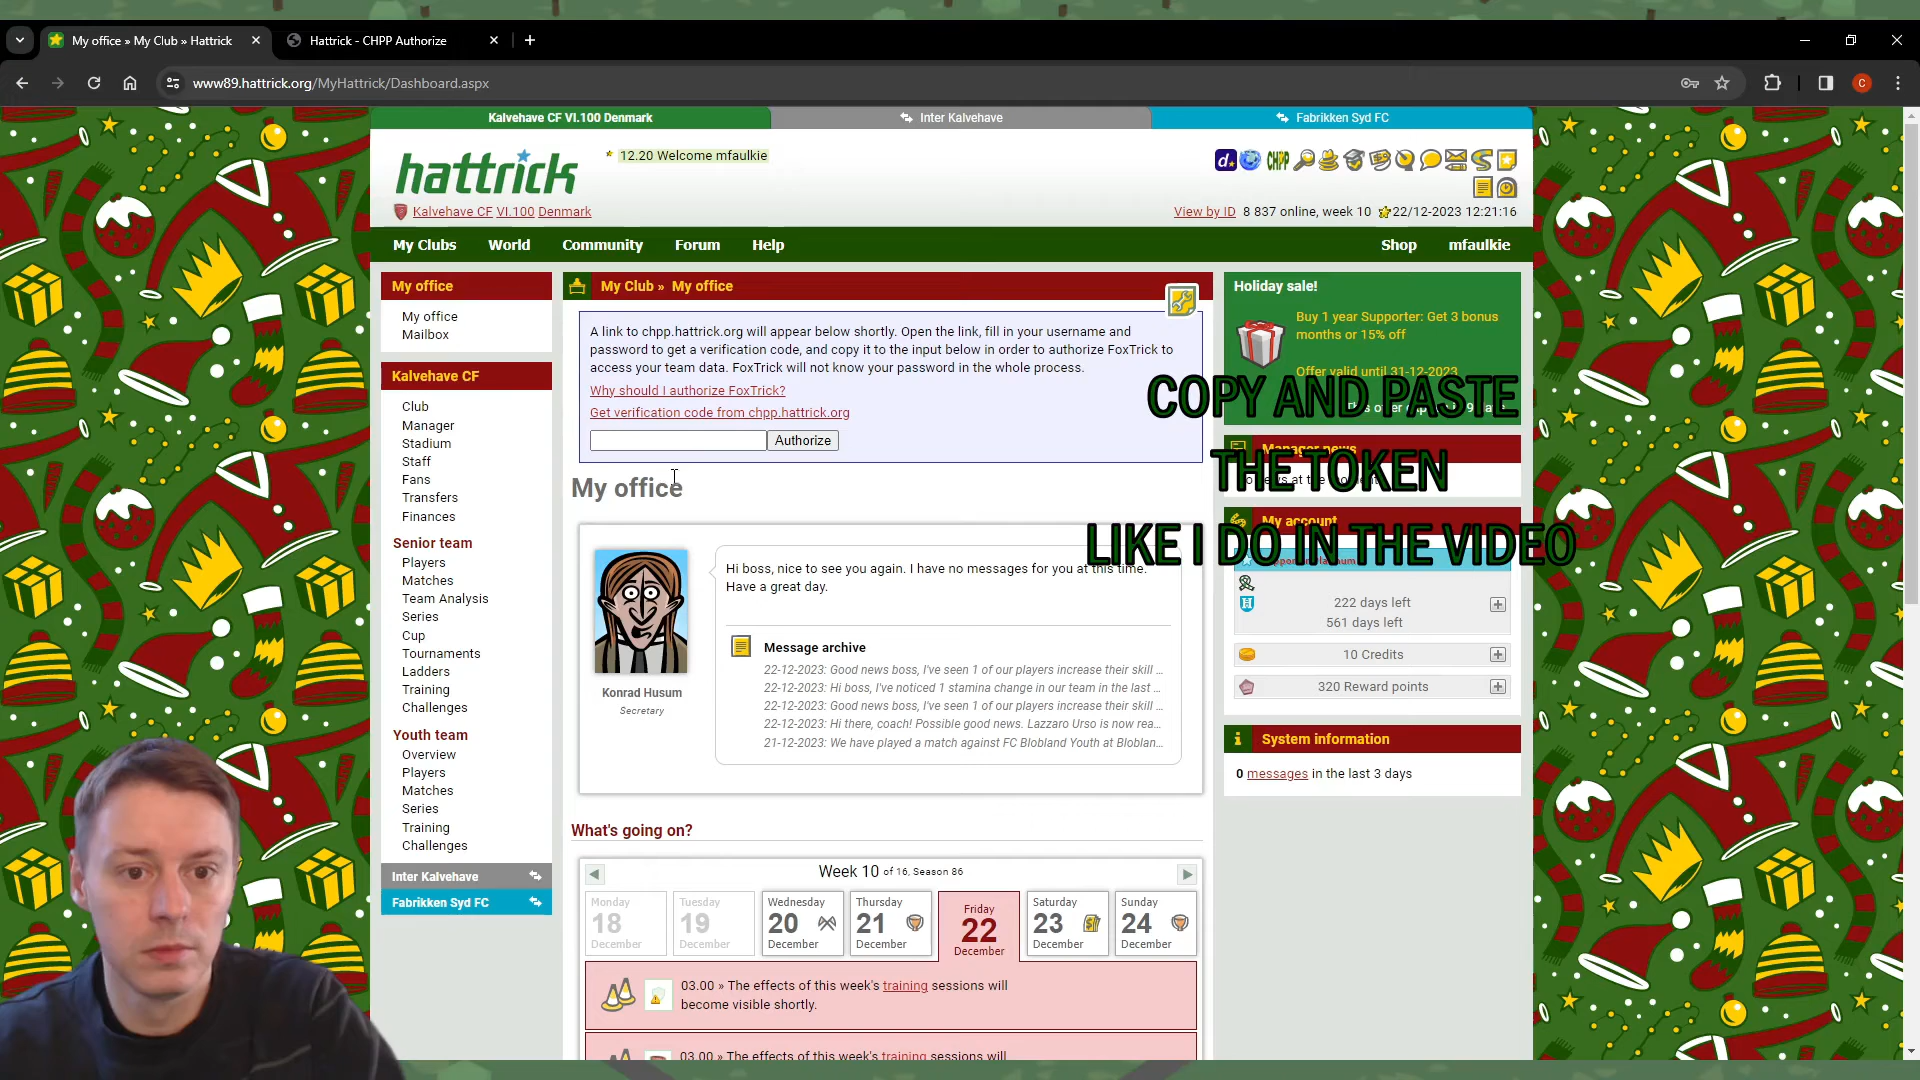 My office » My Club » Hattrick
Hattrick - CHPP Authorize
www89.hattrick.org/MyHattrick/Dashboard.aspx
C
Kalvehave CF VI.100 Denmark
Inter Kalvehave
Fabrikken Syd FC
hattrick
12.20 Welcome mfaulkie
CHPP
Kalvehave CF VI.100 Denmark
View by ID 8 837 online, week 10 22/12-2023 12:21:16
My Clubs World Community Forum Help Shop mfaulkie
My office
My office
Mailbox
Kalvehave CF
Club
Manager
Stadium
Staff
Fans
Transfers
Finances
Senior team
Players
Matches
Team Analysis
Series
Cup
Tournaments
Ladders
Training
Challenges
Youth team
Overview
Players
Matches
Series
Training
Challenges
Inter Kalvehave
Fabrikken Syd FC
My Club » My office
A link to chpp.hattrick.org will appear below shortly. Open the link, fill in your username and
password to get a verification code, and copy it to the input below in order to authorize FoxTrick to
access your team data. FoxTrick will not know your password in the whole process.
Why should I authorize FoxTrick?
Get verification code from chpp.hattrick.org
Authorize
My office
Hi boss, nice to see you again. I have no messages for you at this time.
Have a great day.
Konrad Husum
Secretary
Message archive
22-12-2023: Good news boss, I've seen 1 of our players increase their skill ...
22-12-2023: Hi boss, I've noticed 1 stamina change in our team in the last ...
22-12-2023: Good news boss, I've seen 1 of our players increase their skill ...
22-12-2023: Hi there, coach! Possible good news. Lazzaro Urso is now rea...
21-12-2023: We have played a match against FC Blobland Youth at Bloblan...
What's going on?
Week 10 of 16, Season 86
Monday 18 December
Tuesday 19 December
Wednesday 20 December
Thursday 21 December
Friday 22 December
Saturday 23 December
Sunday 24 December
03.00 » The effects of this week's training sessions will
become visible shortly.
03.00 » The effects of this week's training sessions will
Holiday sale!
Buy 1 year Supporter: Get 3 bonus
months or 15% off
Offer valid until 31-12-2023
COPY AND PASTE
THE TOKEN
LIKE I DO IN THE VIDEO
Manager news
My account
222 days left
561 days left
10 Credits
320 Reward points
System information
0 messages in the last 3 days